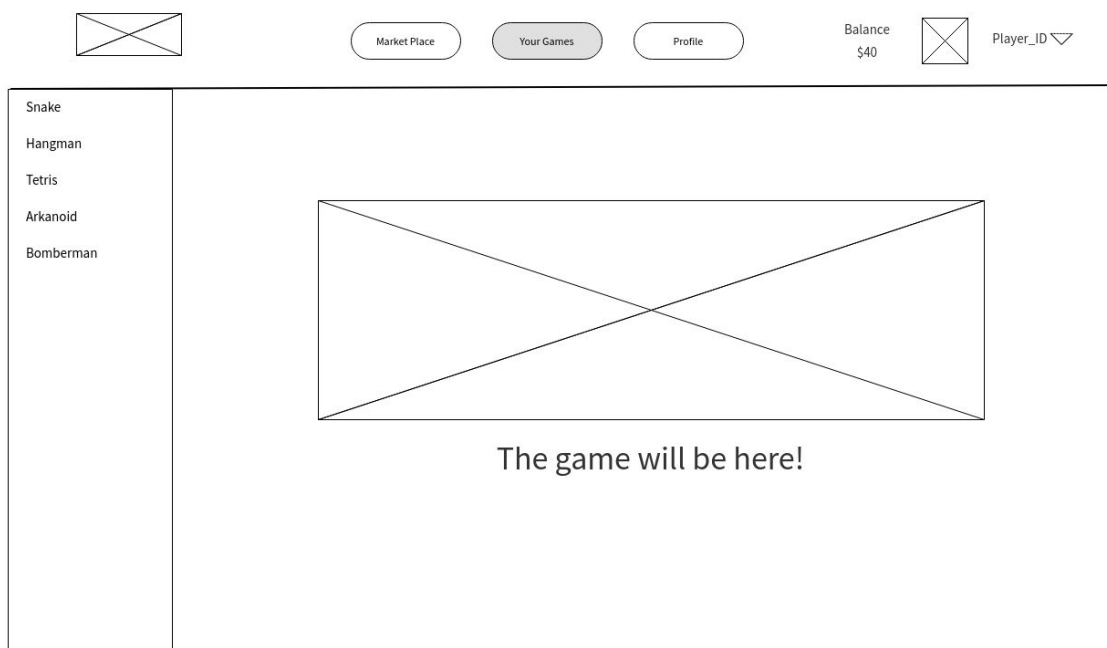 Market Place
Your Games
Profile
Balance
$40
Player_ID
Snake
Hangman
Tetris
Arkanoid
Bomberman
The game will be here!